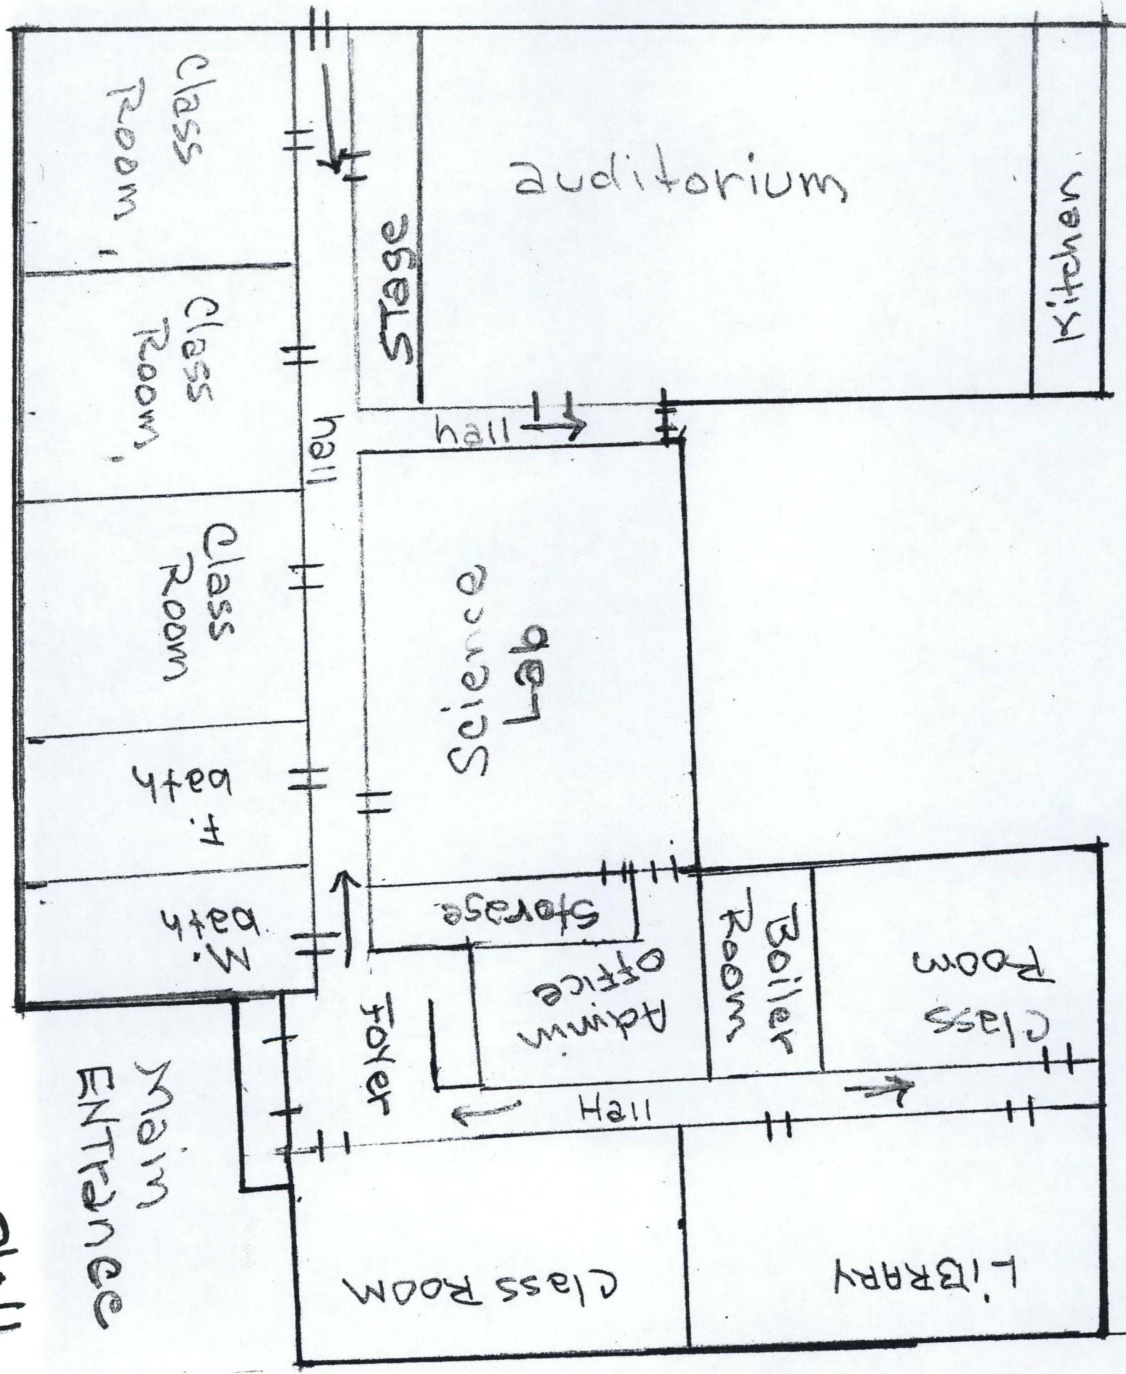 Class
Room
auditorium
Kitchen
Stage
Class
Room
hall
hall
Class
Room
Science
Lab
F.
bath
M.
bath
Storage
Admin
office
Boiler
Room
Class
Room
Foyer
Hall
Main
ENTrance
Class Room
LiBRARY